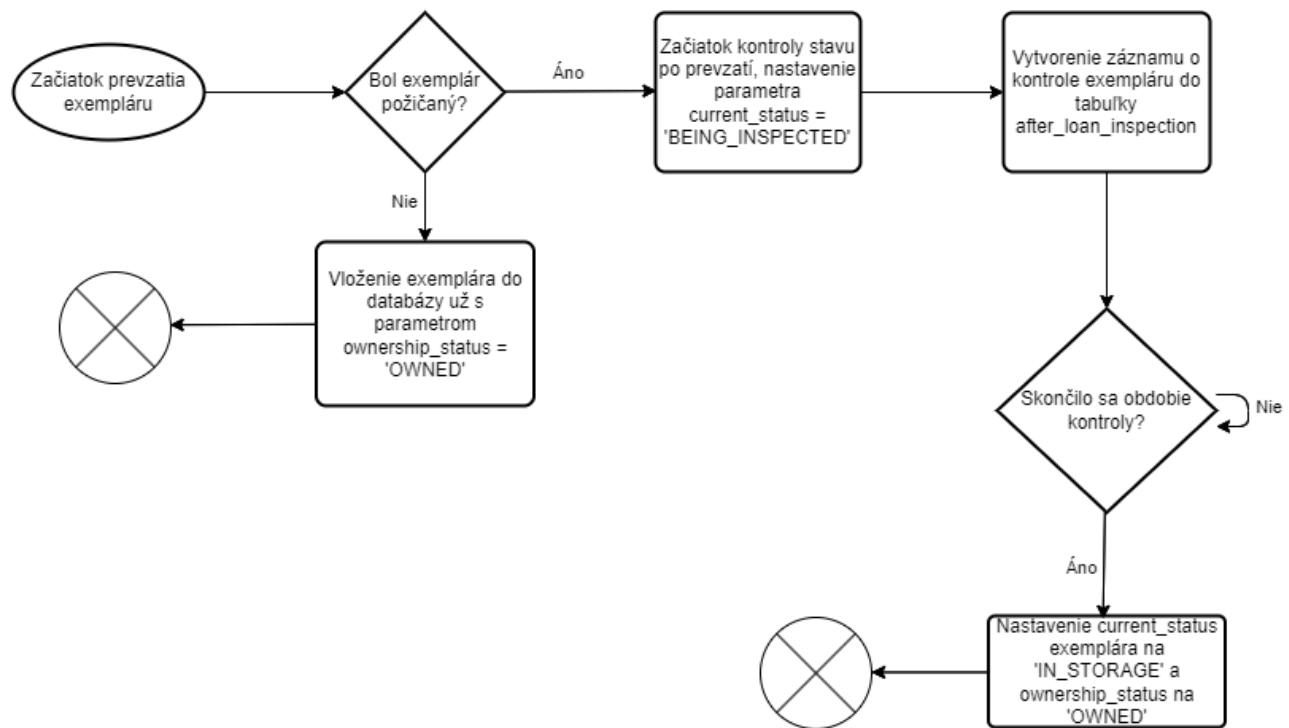 Začiatok prevzatia
exempláru
Bol exemplár
požičaný?
Áno
Začiatok kontroly stavu
po prevzatí, nastavenie
parametra
current_status =
'BEING_INSPECTED'
Vytvorenie záznamu o
kontrole exempláru do
tabuľky
after_loan_inspection
Nie
Vloženie exemplára do
databázy už s
parametrom
ownership_status =
'OWNED'
Skončilo sa obdobie
kontroly?
Nie
Áno
Nastavenie current_status
exemplára na
'IN_STORAGE' a
ownership_status na
'OWNED'